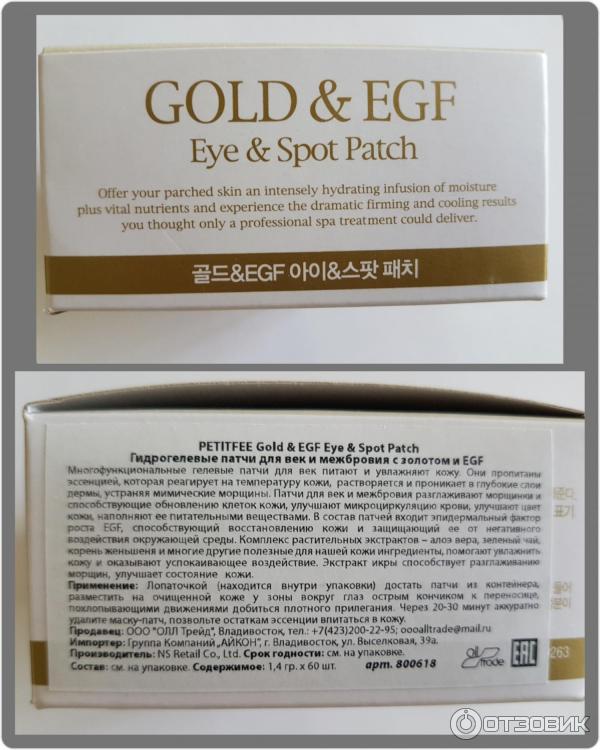 GOLD & EGF
Eye & Spot Patch
Offer your parched skin an intensely hydrating infusion of moisture
plus vital nutrients and experience the dramatic firming and cooling results
you thought only a professional spa treatment could deliver.
골드&EGF 아이&스팟 패치
PETITFEE Gold & EGF Eye & Spot Patch
Гидрогелевые патчи для век и межбровия с золотом и EGF
Многофункциональные гелевые патчи для век питают и увлажняют кожу. Они пропитаны
эссенцией, которая реагирует на температуру кожи, растворяется и проникает в глубокие слои
дермы, устраняя мимические морщины. Патчи для век и межбровия разглаживают морщинки и
способствующие обновлению клеток кожи, улучшают микроциркуляцию крови, улучшают цвет
кожи, наполняют ее питательными веществами. В состав патчей входит эпидермальный фактор
роста EGF, способствующий восстановлению кожи и защищающий ее от негативного
воздействия окружающей среды. Комплекс растительных экстрактов – алоэ вера, зеленый чай,
корень женьшеня и многие другие полезные для нашей кожи ингредиенты, помогают увлажнить
кожу и оказывают успокаивающее воздействие. Экстракт икры способствует разглаживанию
морщин, улучшает состояние кожи.
Применение: Лопаточкой (находится внутри упаковки) достать патчи из контейнера,
разместить на очищенной коже у зоны вокруг глаз острым кончиком к переносице,
похлопывающими движениями добиться плотного прилегания. Через 20-30 минут аккуратно
удалите маску-патч, позвольте остаткам эссенции впитаться в кожу.
Продавец: ООО "ОЛЛ Трейд", Владивосток, тел.: +7(423)200-22-95; oooalltrade@mail.ru
Импортер: Группа Компаний „АЙКОН", г. Владивосток, ул. Выселковая, 39а.
Производитель: NS Retail Co., Ltd. Срок годности: см. на упаковке.
Состав: см. на упаковке. Содержимое: 1,4 гр. х 60 шт. арт. 800618
all trade
EAC
9263
ОТЗОВИК